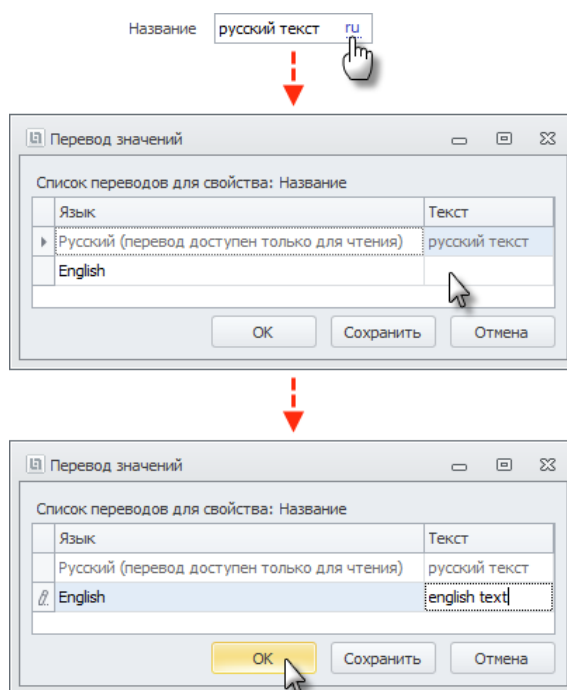 Название русский текст ru
Перевод значений
Список переводов для свойства: Название
Язык Текст
Русский (перевод доступен только для чтения) русский текст
English
OK Сохранить Отмена
Перевод значений
Список переводов для свойства: Название
Язык Текст
Русский (перевод доступен только для чтения) русский текст
English english text
OK Сохранить Отмена